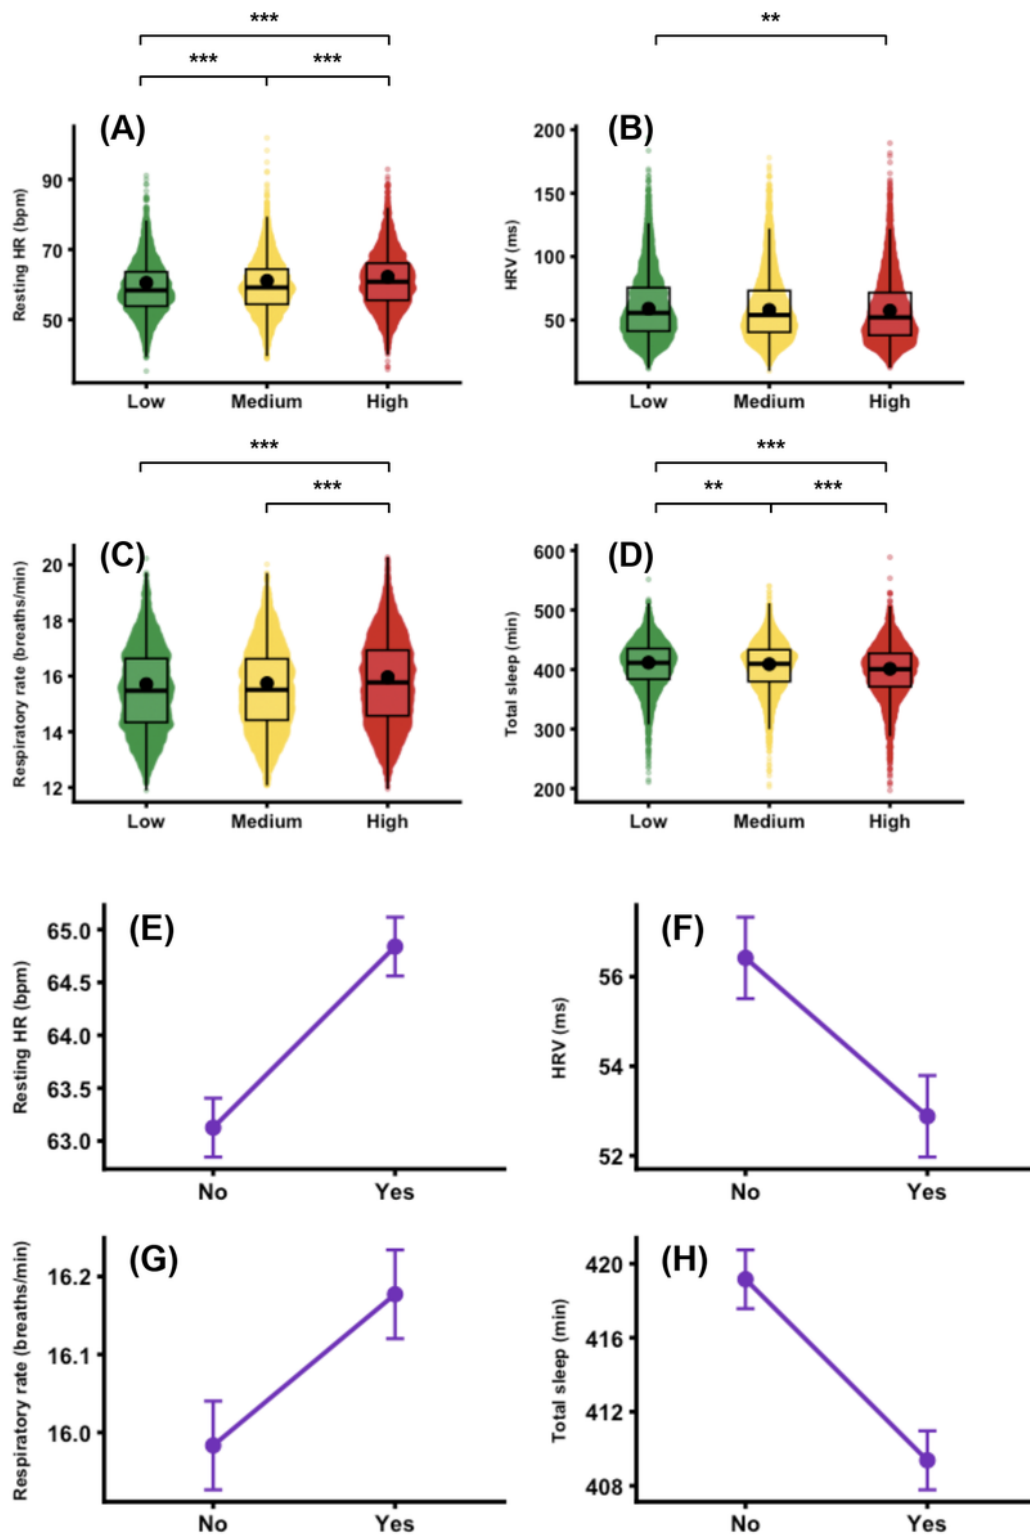 ***
*** ***
(A)
Resting HR (bpm)
90
70
50
Low Medium High
**
(B)
HRV (ms)
200
150
100
50
0
Low Medium High
***
***
(C)
Respiratory rate (breaths/min)
20
18
16
14
12
Low Medium High
***
** ***
(D)
Total sleep (min)
600
500
400
300
200
Low Medium High
(E)
Resting HR (bpm)
65.0
64.5
64.0
63.5
63.0
No Yes
(F)
HRV (ms)
56
54
52
No Yes
(G)
Respiratory rate (breaths/min)
16.2
16.1
16.0
No Yes
(H)
Total sleep (min)
420
416
412
408
No Yes